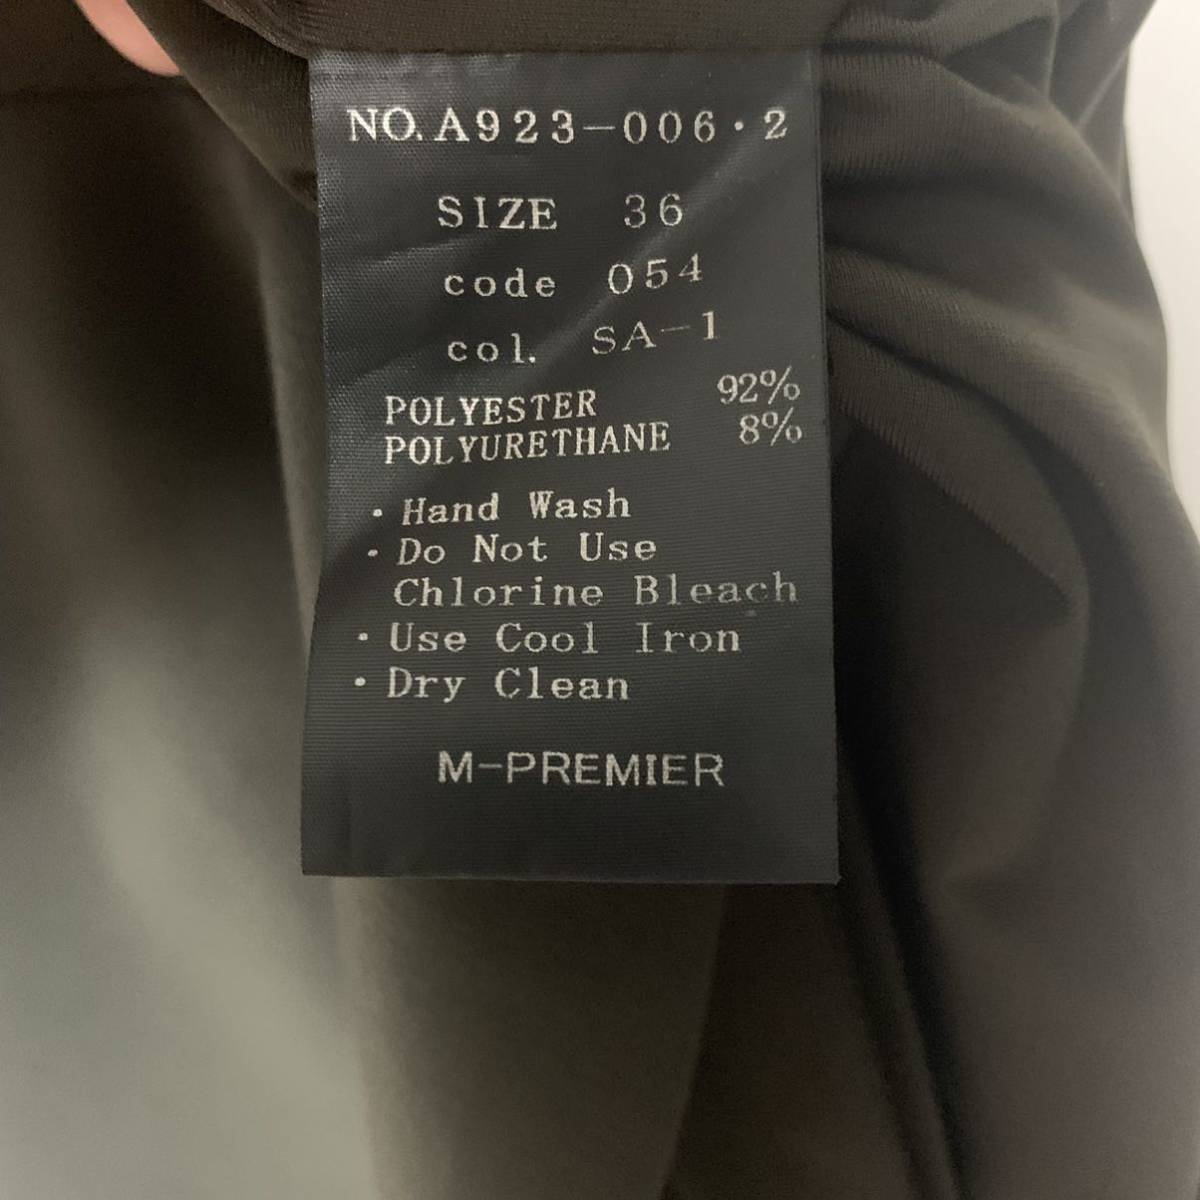 NO. A923-006・2
SIZE 36
code 054
col. SA-1
POLYESTER 92%
POLYURETHANE 8%
・Hand Wash
・Do Not Use
Chlorine Bleach
・Use Cool Iron
・Dry Clean
M-PREMIER